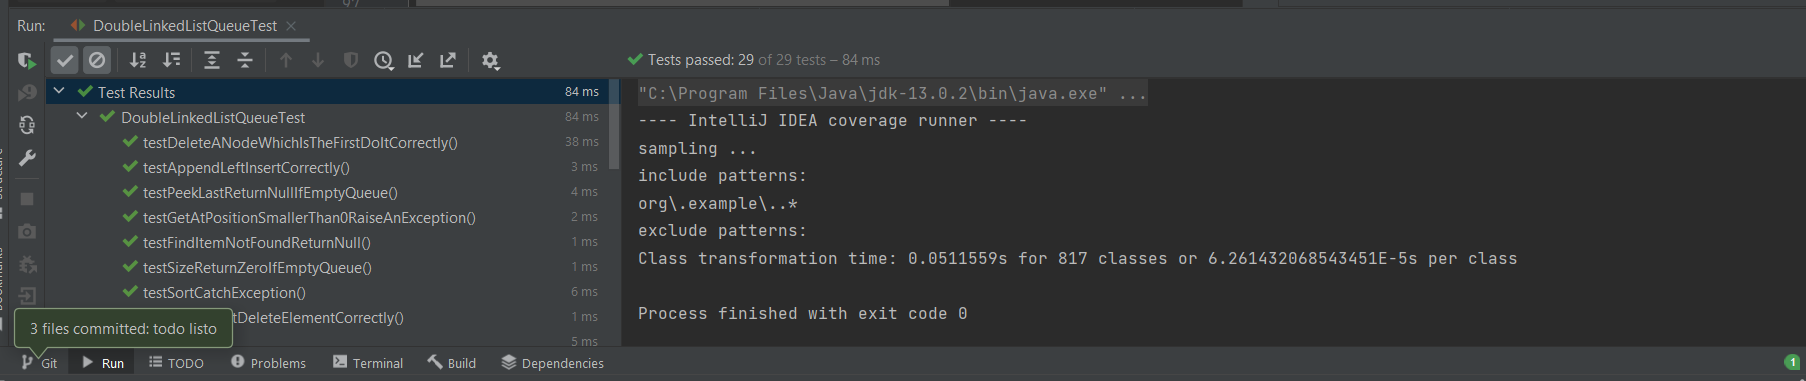 Run: DoubleLinkedListQueueTest
Tests passed: 29 of 29 tests – 84 ms
Test Results 84 ms
DoubleLinkedListQueueTest 84 ms
testDeleteANodeWhichIsTheFirstDoItCorrectly() 38 ms
testAppendLeftInsertCorrectly() 3 ms
testPeekLastReturnNullIfEmptyQueue() 4 ms
testGetAtPositionSmallerThan0RaiseAnException() 2 ms
testFindItemNotFoundReturnNull() 1 ms
testSizeReturnZeroIfEmptyQueue() 1 ms
testSortCatchException() 6 ms
tDeleteElementCorrectly() 1 ms
5 ms
"C:\Program Files\Java\jdk-13.0.2\bin\java.exe" ...
---- IntelliJ IDEA coverage runner ----
sampling ...
include patterns:
org\.example\..*
exclude patterns:
Class transformation time: 0.0511559s for 817 classes or 6.261432068543451E-5s per class
Process finished with exit code 0
3 files committed: todo listo
Git Run TODO Problems Terminal Build Dependencies 1